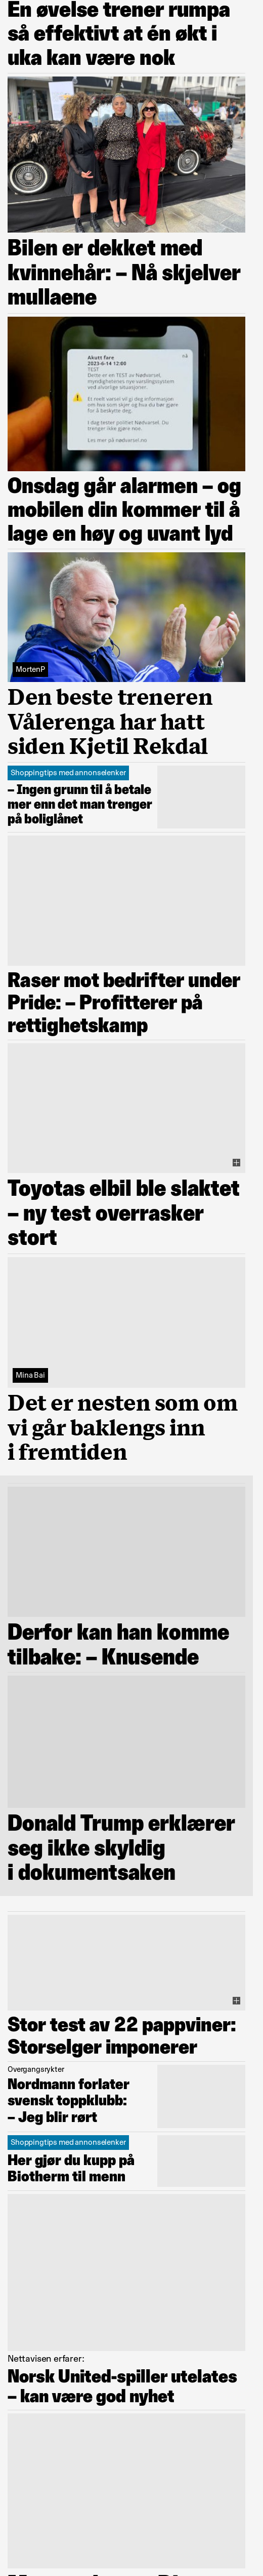 En øvelse trener rumpa
så effektivt at én økt i
uka kan være nok
Bilen er dekket med
kvinnehår: – Nå skjelver
mullaene
Akutt fare
2023-6-14 12:00
TEST
Dette er en TEST av Nødvarsel,
myndighetenes nye varslingssystem
ved alvorlige situasjoner.
Et reelt varsel vil gi deg informasjon
om hva som skjer og hva du bør gjøre
for å beskytte deg.
I dag tester politiet Nødvarsel. Du
trenger ikke gjøre noe.
Les mer på nødvarsel.no
Onsdag går alarmen – og
mobilen din kommer til å
lage en høy og uvant lyd
MortenP
Den beste treneren
Vålerenga har hatt
siden Kjetil Rekdal
Shoppingtips med annonselenker
– Ingen grunn til å betale
mer enn det man trenger
på boliglånet
Raser mot bedrifter under
Pride: – Profitterer på
rettighetskamp
Toyotas elbil ble slaktet
– ny test overrasker
stort
Mina Bai
Det er nesten som om
vi går baklengs inn
i fremtiden
Derfor kan han komme
tilbake: – Knusende
Donald Trump erklærer
seg ikke skyldig
i dokumentsaken
Stor test av 22 pappviner:
Storselger imponerer
Overgangsrykter
Nordmann forlater
svensk toppklubb:
– Jeg blir rørt
Shoppingtips med annonselenker
Her gjør du kupp på
Biotherm til menn
Nettavisen erfarer:
Norsk United-spiller utelates
– kan være god nyhet